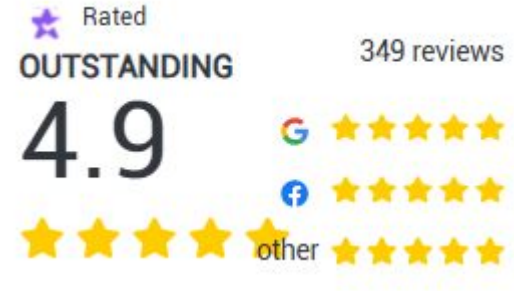 Rated
OUTSTANDING
349 reviews
4.9
other